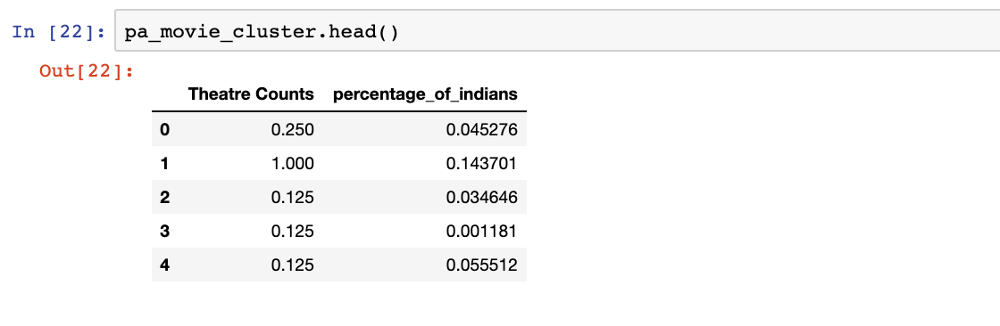 In [22]: pa_movie_cluster.head()
Out[22]:
Theatre Counts percentage_of_indians
0 0.250 0.045276
1 1.000 0.143701
2 0.125 0.034646
3 0.125 0.001181
4 0.125 0.055512